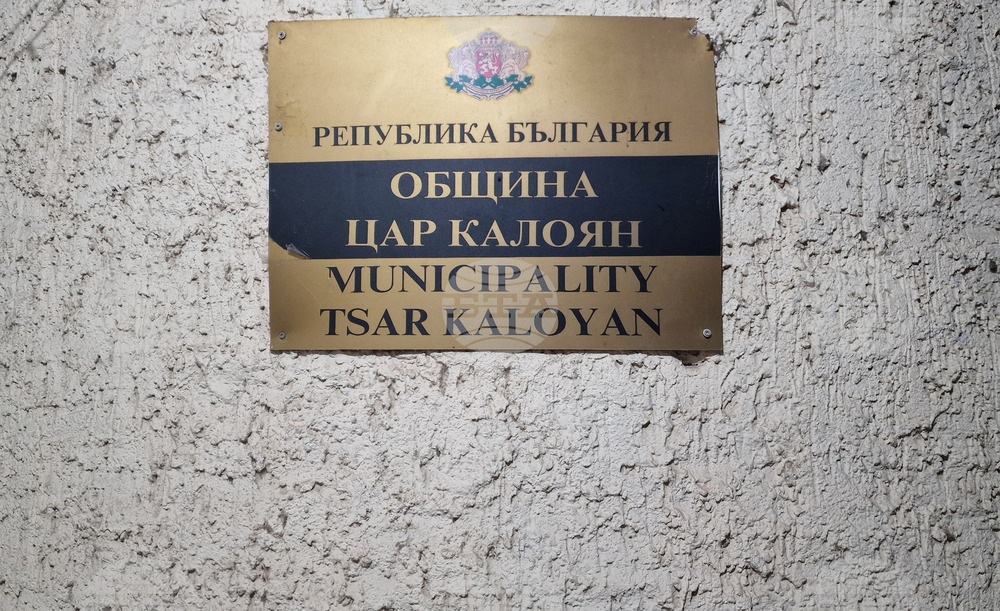 РЕПУБЛИКА БЪЛГАРИЯ
ОБЩИНА
ЦАР КАЛОЯН
MUNICIPALITY
TSAR KALOYAN